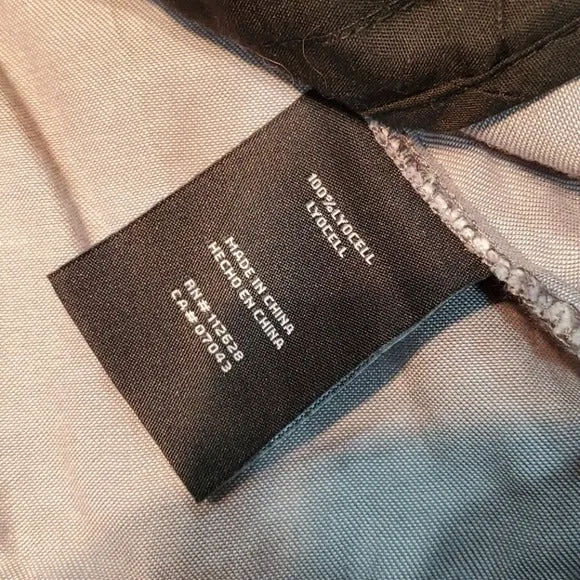 100%LYOCELL
LYOCELL
MADE IN CHINA
HECHO EN CHINA
RN# 112628
CA# 07043